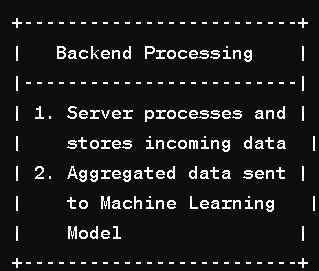 +-------------------------+
|   Backend Processing    |
|-------------------------|
| 1. Server processes and |
|    stores incoming data  |
| 2. Aggregated data sent |
|    to Machine Learning   |
|    Model                |
+-------------------------+